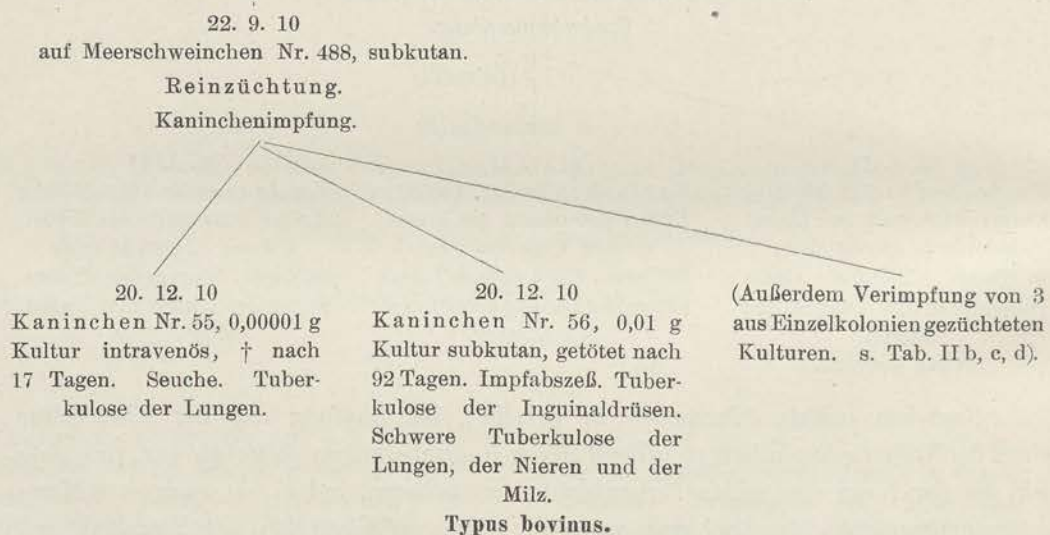 22. 9. 10
auf Meerschweinchen Nr. 488, subkutan.
Reinzüchtung.
Kaninchenimpfung.
20. 12. 10
Kaninchen Nr. 55, 0,00001 g
Kultur intravenös, † nach
17 Tagen. Seuche. Tuber-
kulose der Lungen.
20. 12. 10
Kaninchen Nr. 56, 0,01 g
Kultur subkutan, getötet nach
92 Tagen. Impfabszeß. Tuber-
kulose der Inguinaldrüsen.
Schwere Tuberkulose der
Lungen, der Nieren und der
Milz.
Typus bovinus.
(Außerdem Verimpfung von 3
aus Einzelkolonien gezüchteten
Kulturen. s. Tab. II b, c, d).